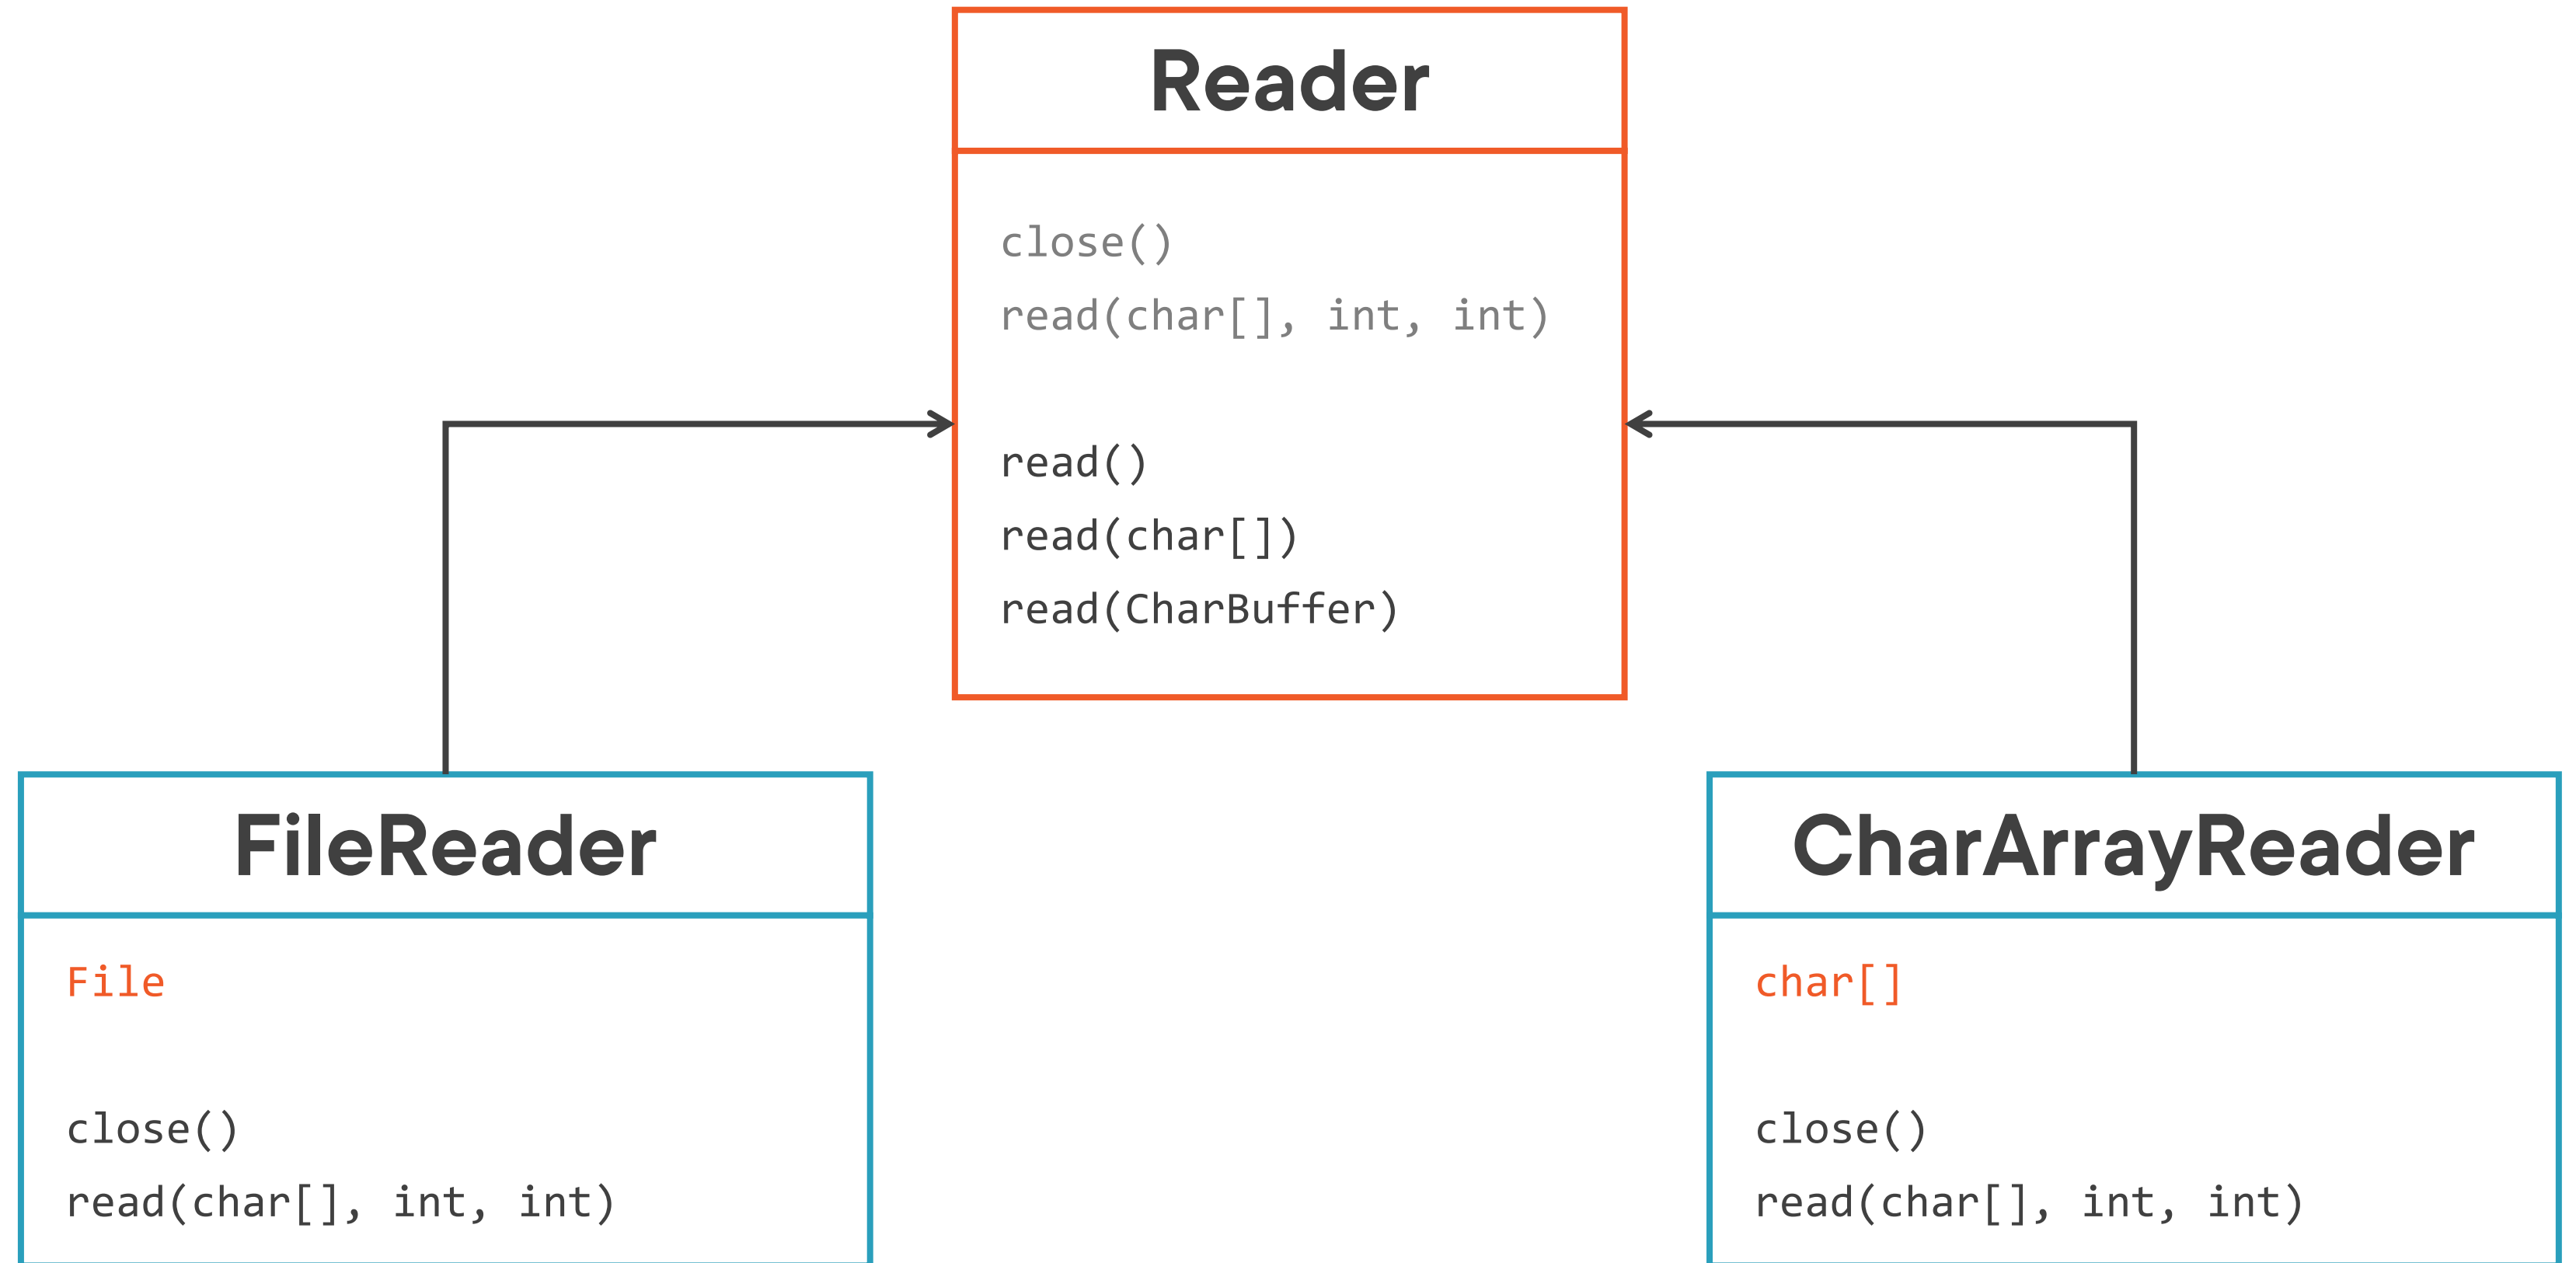 Reader
close()
read(char[], int, int)
read()
read(char[])
read(CharBuffer)
FileReader
File
close()
read(char[], int, int)
CharArrayReader
char[]
close()
read(char[], int, int)